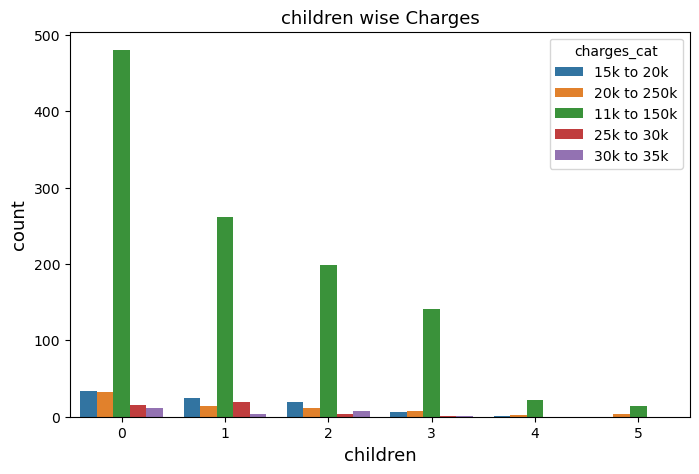 children wise Charges
charges_cat
15k to 20k
20k to 250k
11k to 150k
25k to 30k
30k to 35k
500
400
300
200
100
0
count
0 1 2 3 4 5
children